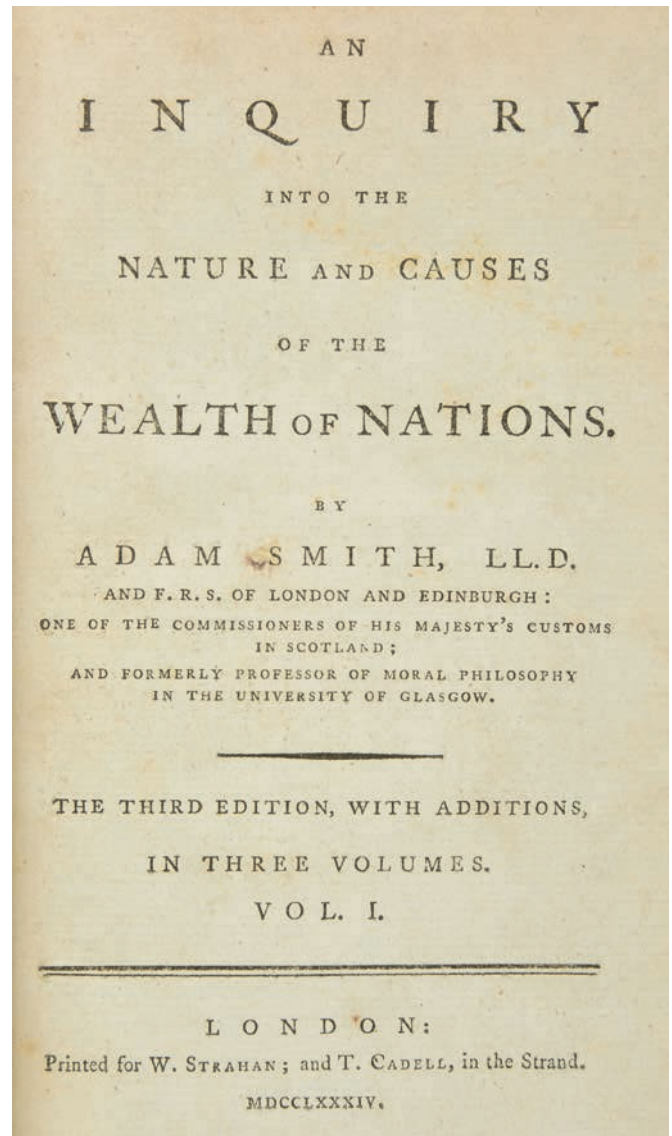 AN
INQUIRY
INTO THE
NATURE AND CAUSES
OF THE
WEALTH OF NATIONS.
BY
ADAM SMITH, LL.D.
AND F. R. S. OF LONDON AND EDINBURGH:
ONE OF THE COMMISSIONERS OF HIS MAJESTY'S CUSTOMS
IN SCOTLAND;
AND FORMERLY PROFESSOR OF MORAL PHILOSOPHY
IN THE UNIVERSITY OF GLASGOW.
THE THIRD EDITION, WITH ADDITIONS,
IN THREE VOLUMES.
VOL. I.
LONDON:
Printed for W. STRAHAN; and T. CADELL, in the Strand.
MDCCLXXXIV.